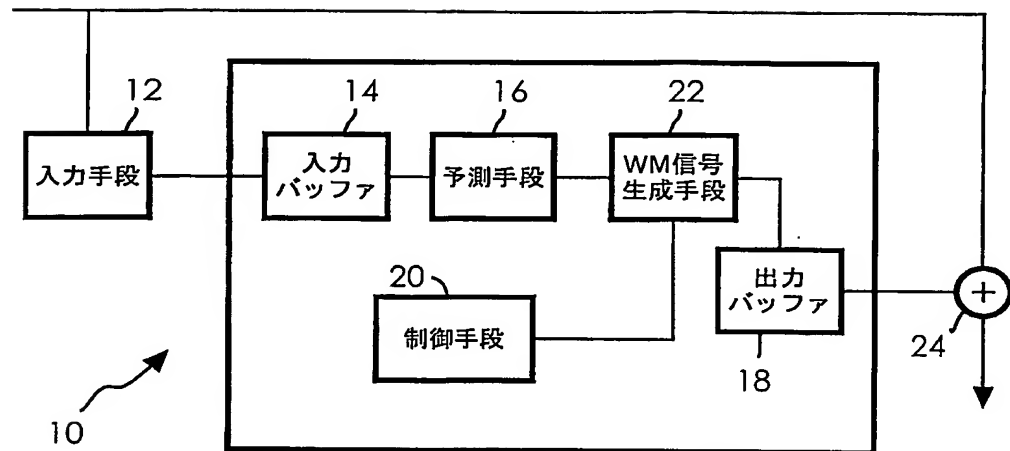 12
入力手段
14
入力
バッファ
16
予測手段
22
WM信号
生成手段
20
制御手段
出力
バッファ
18
+
24
10